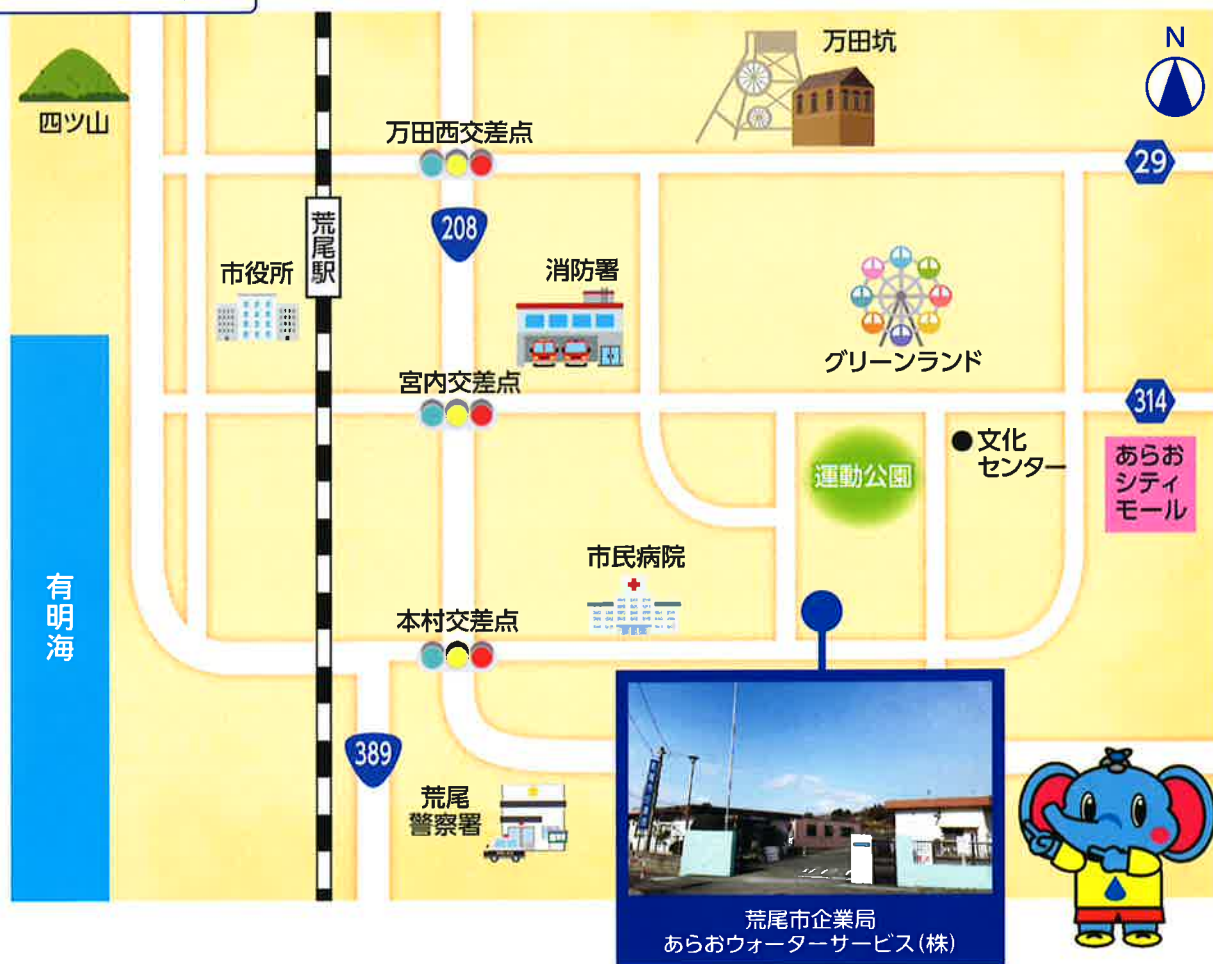 N
万田坑
四ツ山
万田西交差点
29
荒尾駅
208
市役所
消防署
グリーンランド
宮内交差点
314
文化
センター
あらお
シティ
モール
運動公園
市民病院
有明海
本村交差点
389
荒尾
警察署
荒尾市企業局
あらおウォーターサービス(株)